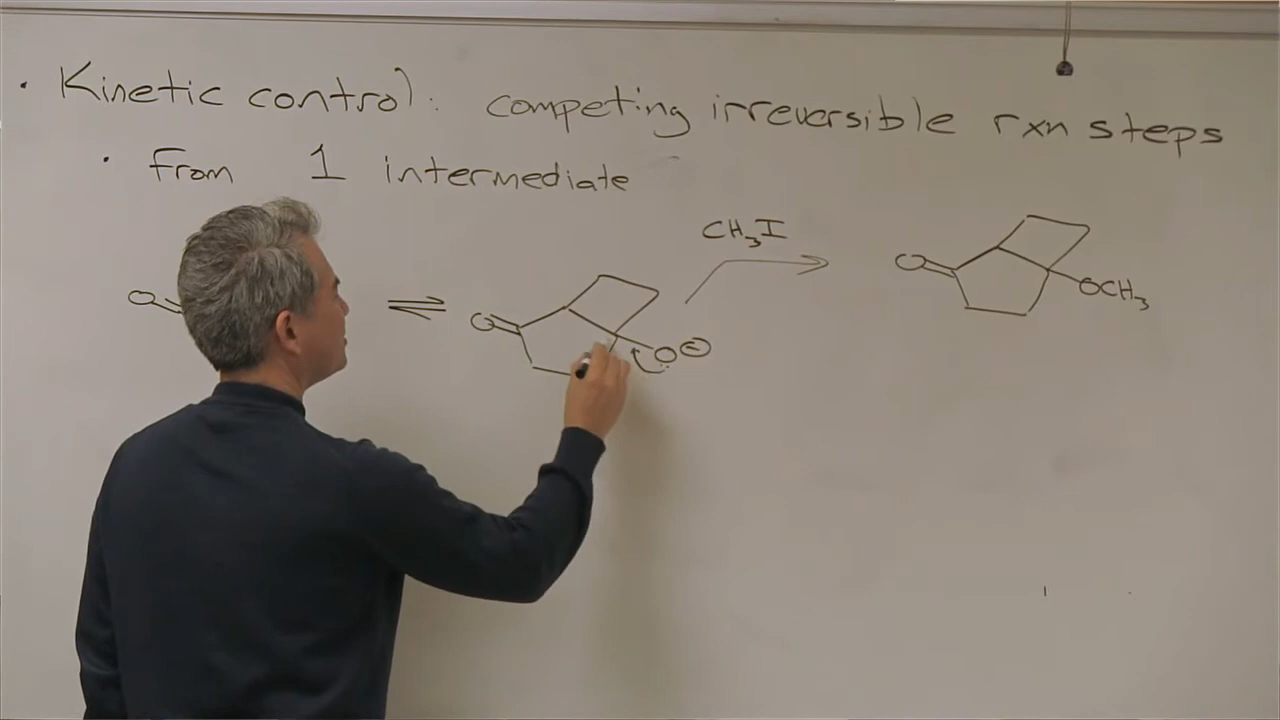 · Kinetic control: competing irreversible rxn steps
· From 1 intermediate
CH₃I
O
O
O⊖
O
OCH₃